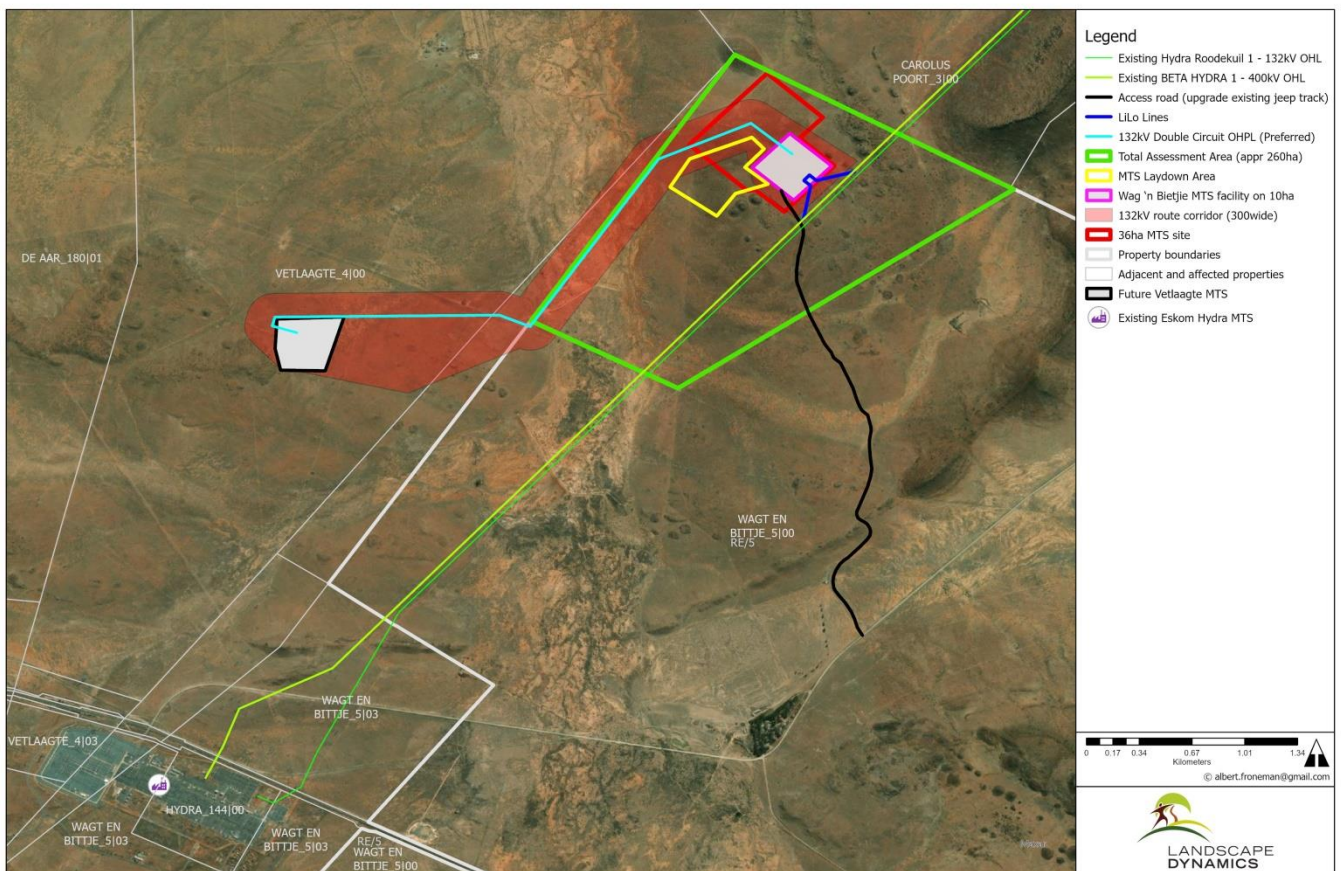 CAROLUS
POORT_3|00
DE AAR_180|01
VETLAAGTE_4|00
WAGT EN
BITTJE_5|00
RE/5
WAGT EN
BITTJE_5|03
VETLAAGTE_4|03
HYDRA_144|00
WAGT EN
BITTJE_5|03
WAGT EN
BITTJE_5|03
RE/5
WAGT EN
BITTJE_5|00
Legend
Existing Hydra Roodekuil 1 - 132kV OHL
Existing BETA HYDRA 1 - 400kV OHL
Access road (upgrade existing jeep track)
LiLo Lines
132kV Double Circuit OHPL (Preferred)
Total Assessment Area (appr 260ha)
MTS Laydown Area
Wag ‘n Bietjie MTS facility on 10ha
132kV route corridor (300wide)
36ha MTS site
Property boundaries
Adjacent and affected properties
Future Vetlaagte MTS
Existing Eskom Hydra MTS
0 0.17 0.34 0.67 1.01 1.34
Kilometers
© albert.froneman@gmail.com
LANDSCAPE
DYNAMICS